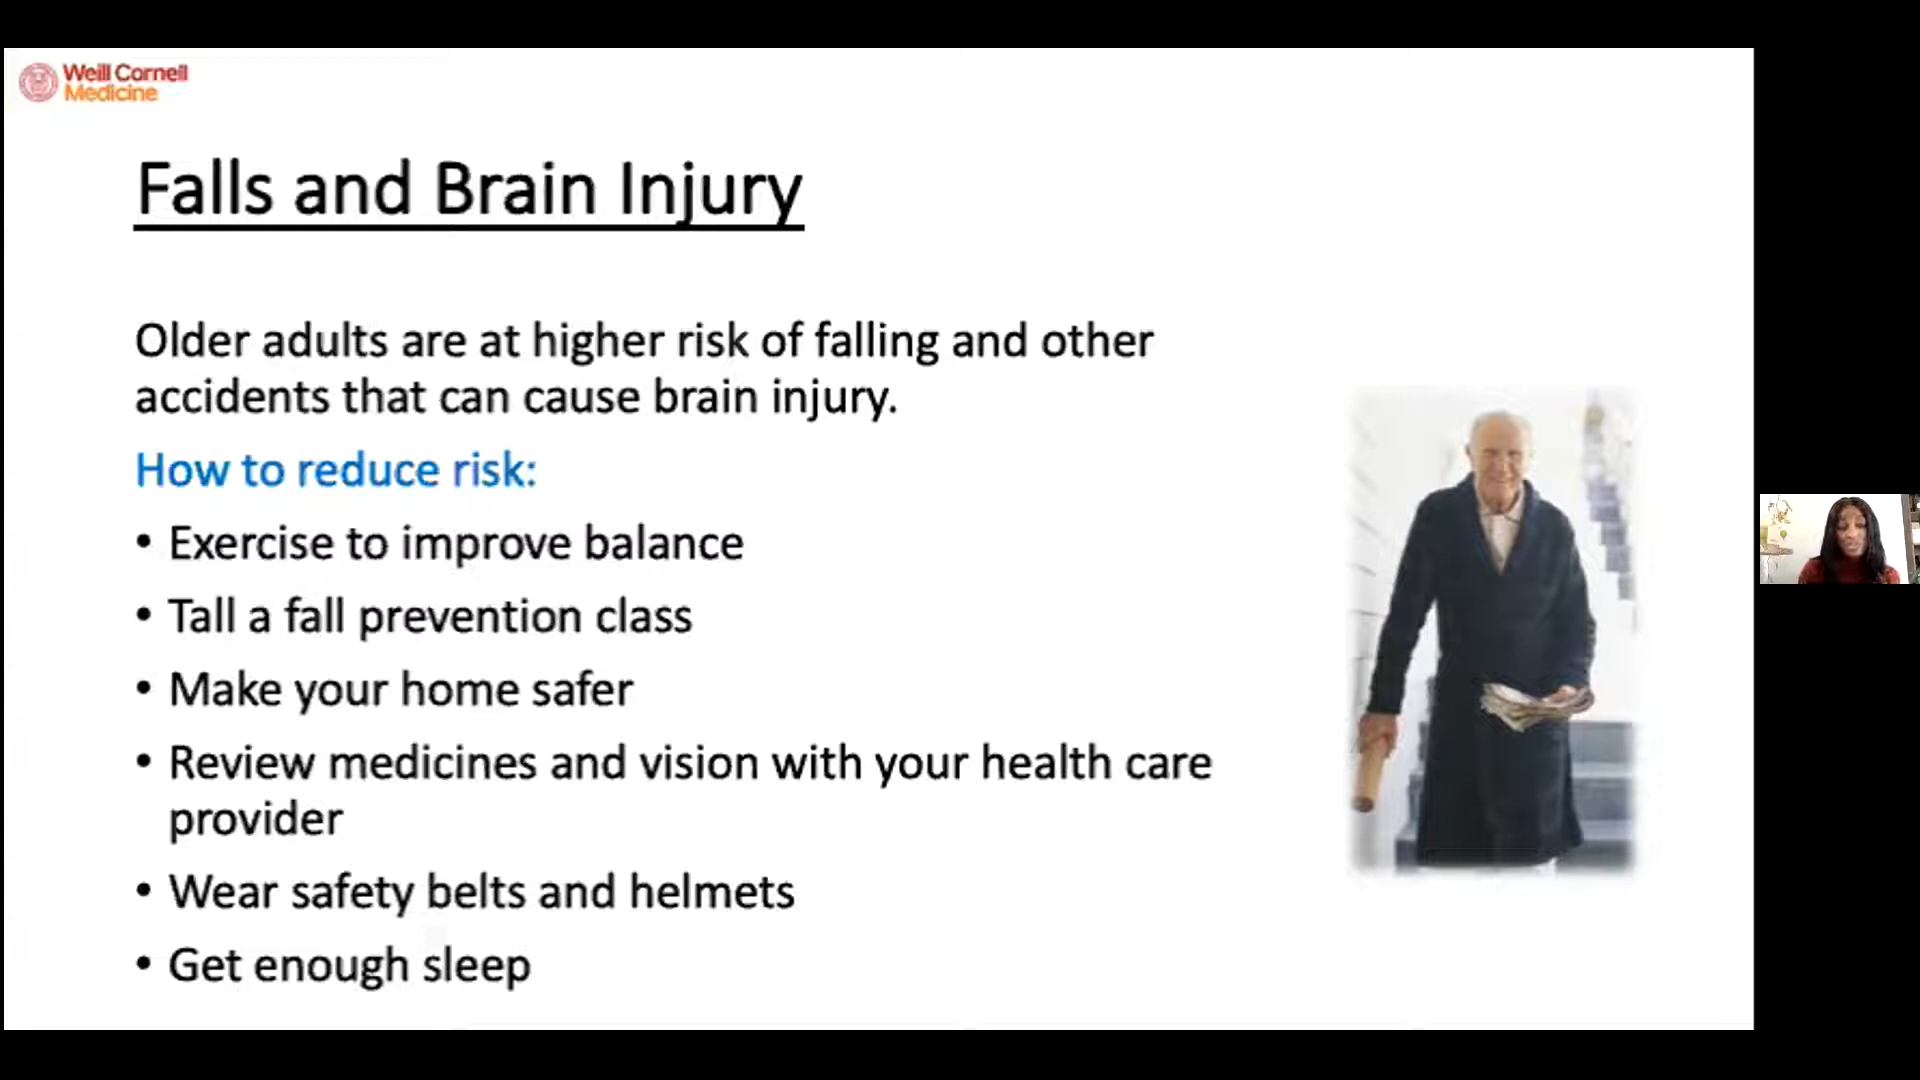 Weill Cornell
Medicine
Falls and Brain Injury
Older adults are at higher risk of falling and other
accidents that can cause brain injury.
How to reduce risk:
• Exercise to improve balance
• Tall a fall prevention class
• Make your home safer
• Review medicines and vision with your health care
provider
• Wear safety belts and helmets
• Get enough sleep